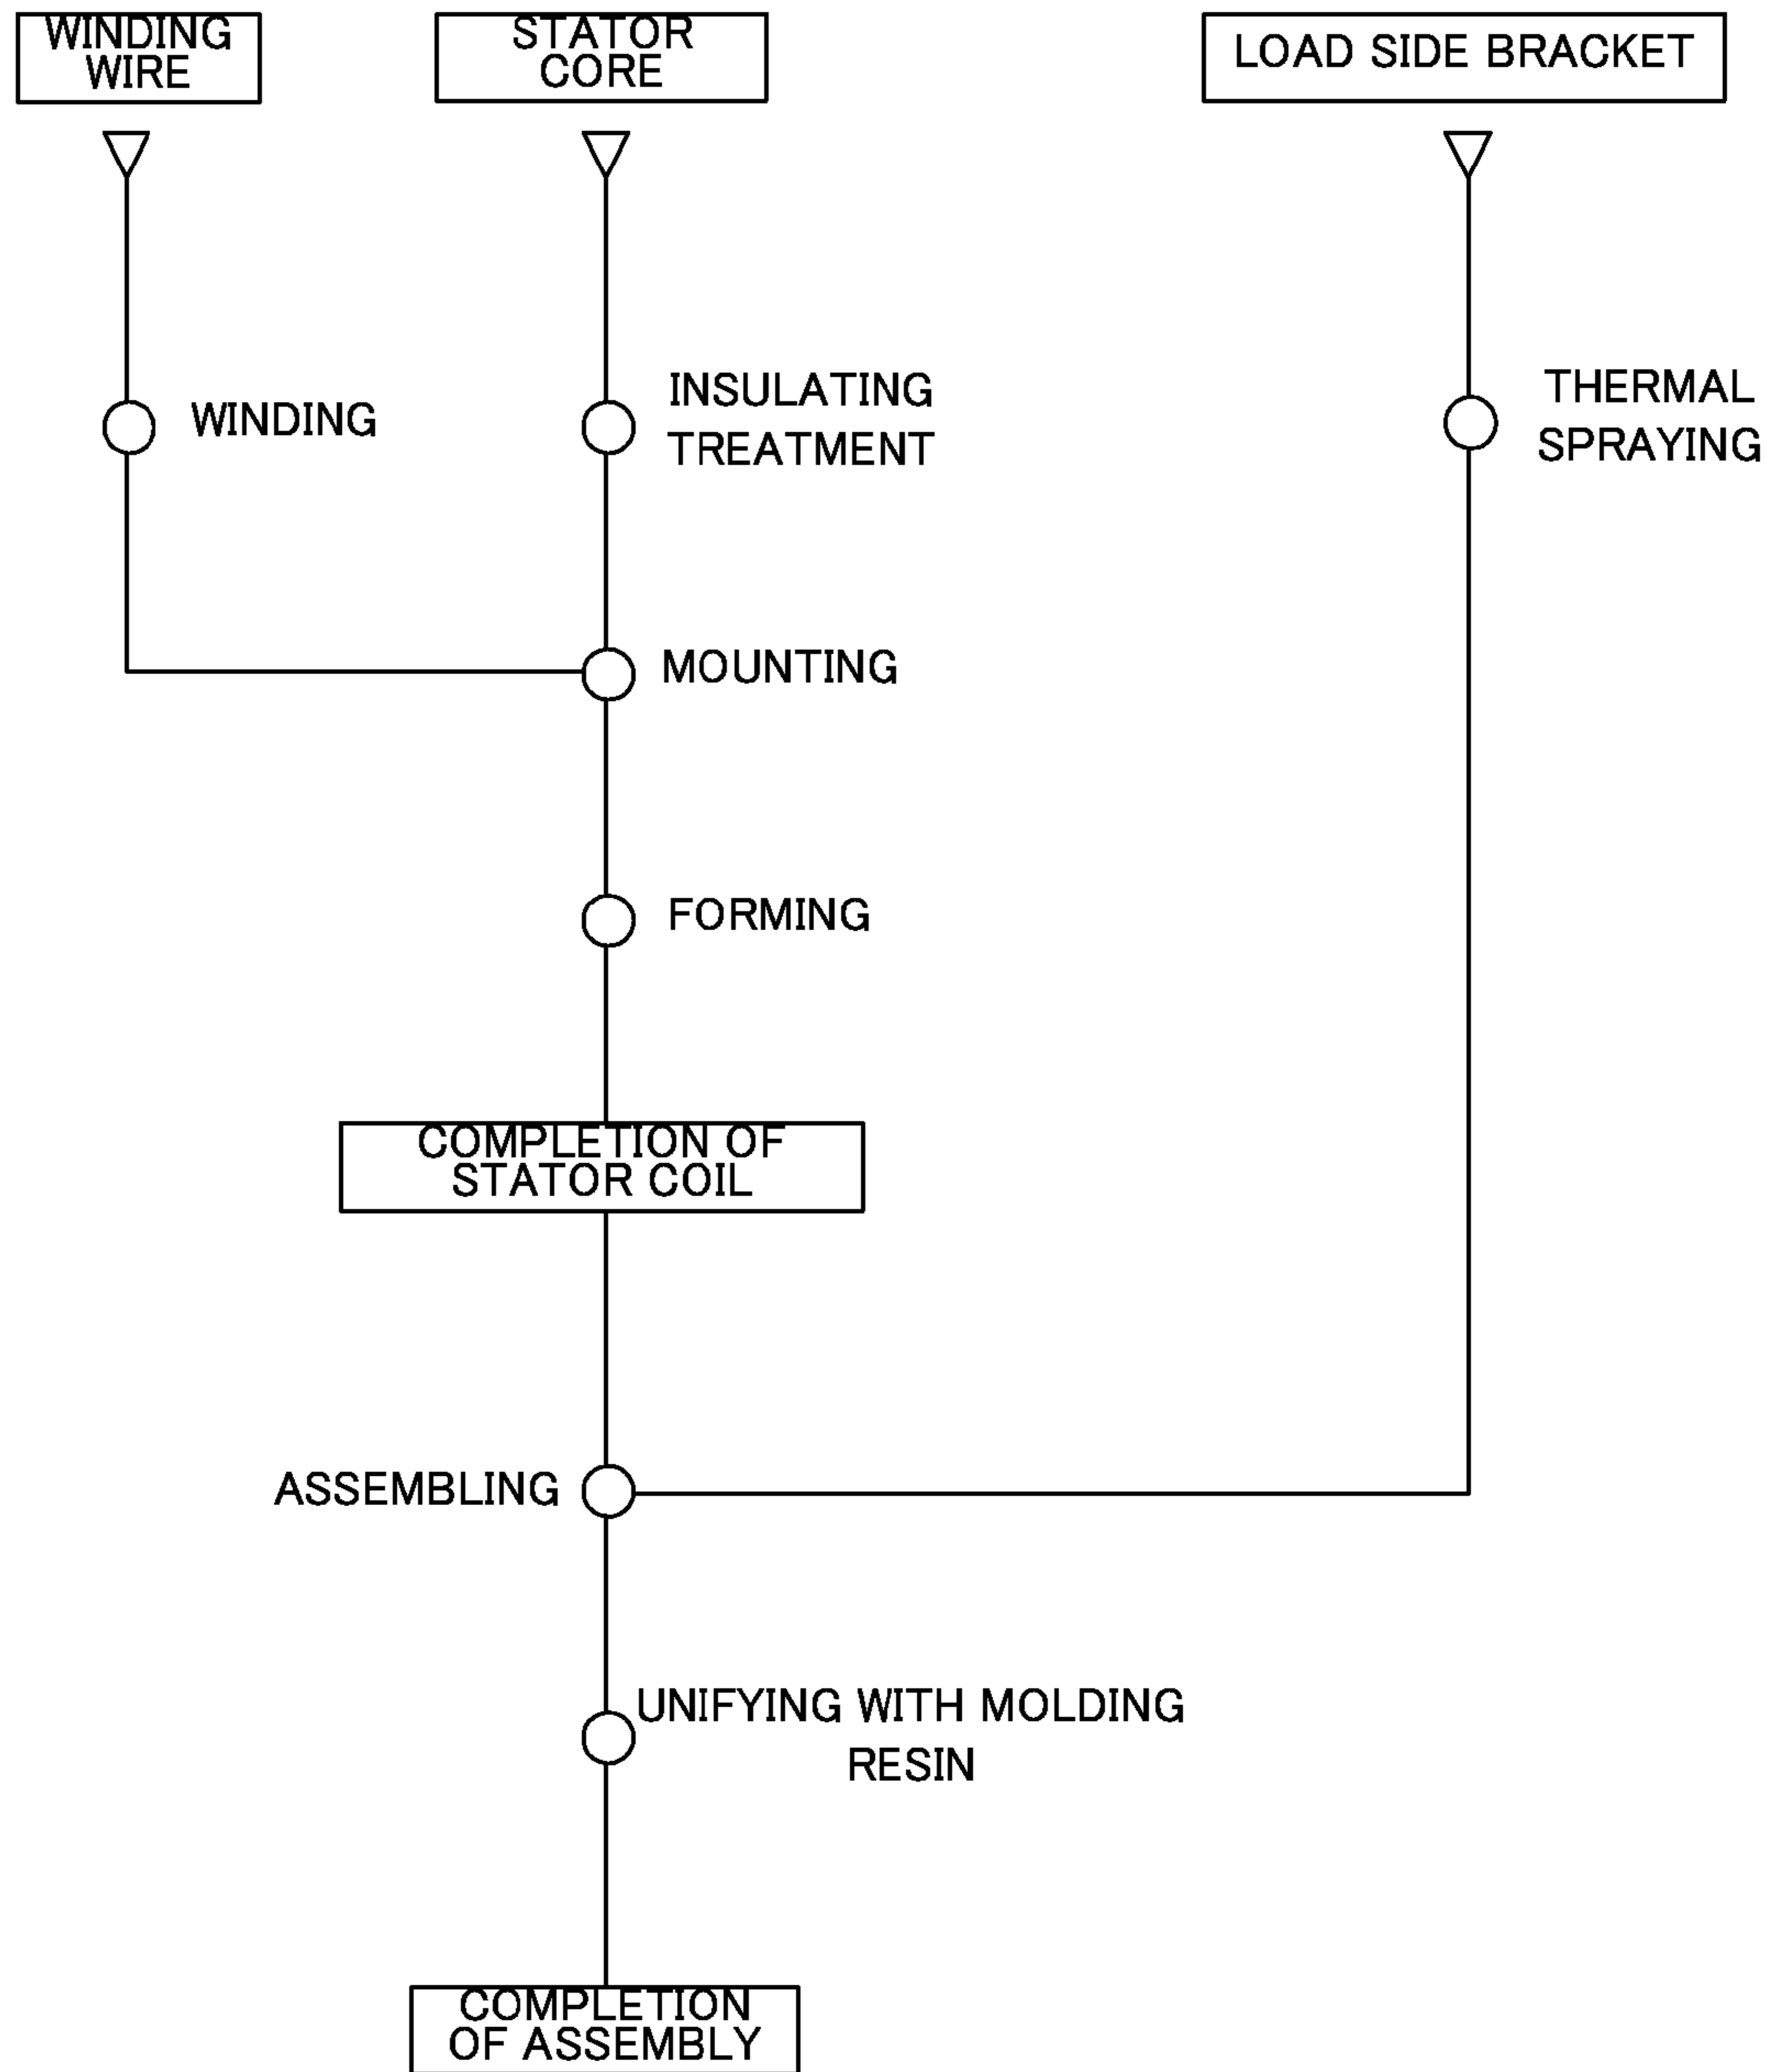 WINDING
WIRE
STATOR
CORE
LOAD SIDE BRACKET
WINDING
INSULATING
TREATMENT
THERMAL
SPRAYING
MOUNTING
FORMING
COMPLETION OF
STATOR COIL
ASSEMBLING
UNIFYING WITH MOLDING
RESIN
COMPLETION
OF ASSEMBLY